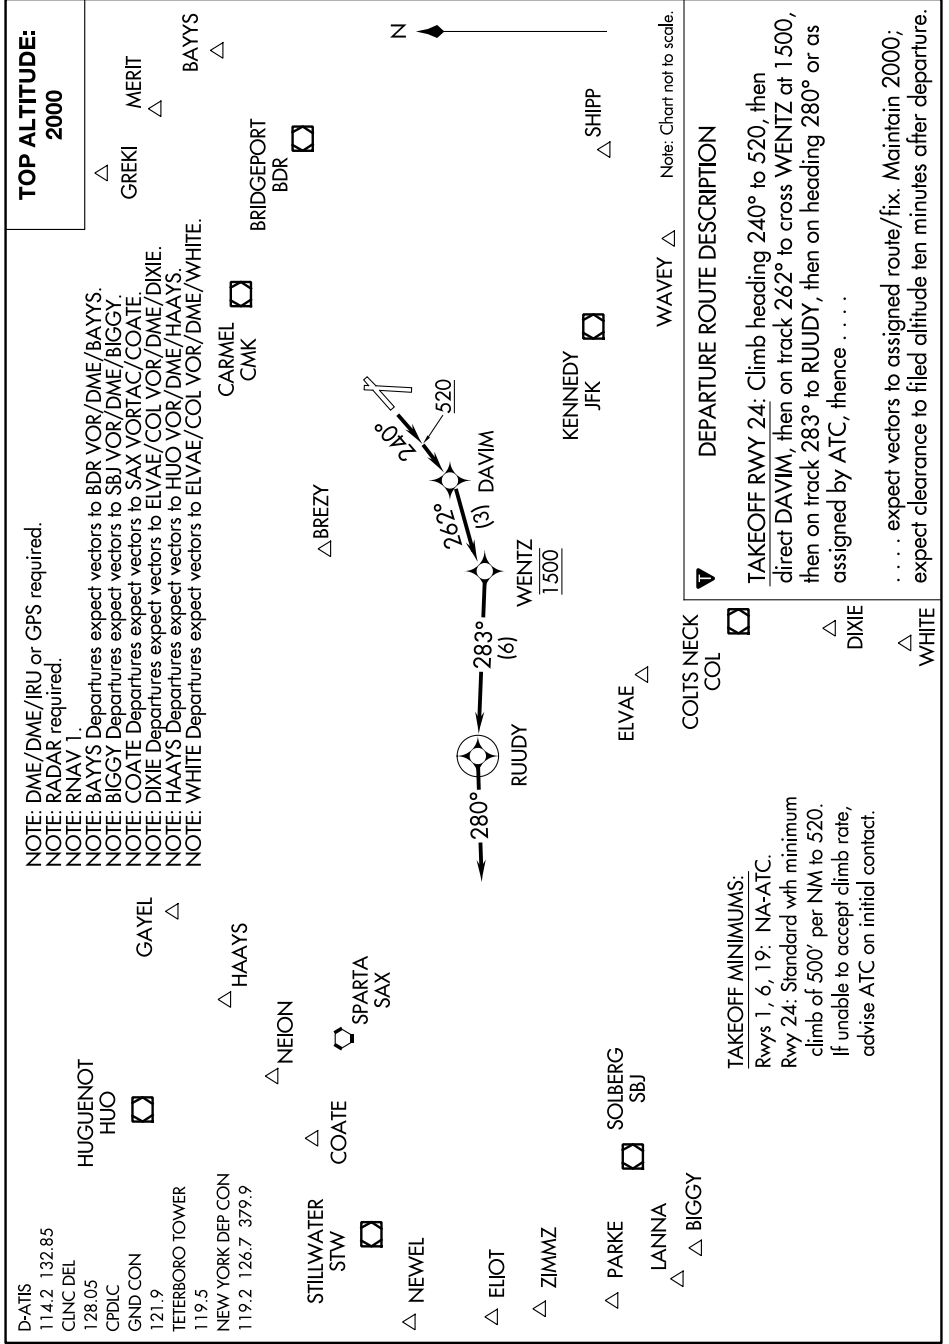 D-ATIS
114.2 132.85
CLNC DEL
128.05
CPDLC
GND CON
121.9
TETERBORO TOWER
119.5
NEW YORK DEP CON
119.2 126.7 379.9
NOTE: DME/DME/IRU or GPS required.
NOTE: RADAR required.
NOTE: RNAV 1.
NOTE: BAYYS Departures expect vectors to BDR VOR/DME/BAYYS.
NOTE: BIGGY Departures expect vectors to SBJ VOR/DME/BIGGY.
NOTE: COATE Departures expect vectors to SAX VORTAC/COATE.
NOTE: DIXIE Departures expect vectors to ELVAE/COL VOR/DME/DIXIE.
NOTE: HAAYS Departures expect vectors to HUO VOR/DME/HAAYS.
NOTE: WHITE Departures expect vectors to ELVAE/COL VOR/DME/WHITE.
TOP ALTITUDE:
2000
HUGUENOT
HUO
GAYEL
HAAYS
NEION
SPARTA
SAX
COATE
STILLWATER
STW
NEWEL
ELIOT
ZIMMZ
PARKE
LANNA
BIGGY
SOLBERG
SBJ
GREKI
MERIT
BAYYS
BRIDGEPORT
BDR
CARMEL
CMK
BREZY
N
240°
520
DAVIM
262°
(3)
WENTZ
1500
283°
(6)
RUUDY
280°
KENNEDY
JFK
SHIPP
WAVEY
ELVAE
COLTS NECK
COL
DIXIE
WHITE
Note: Chart not to scale.
TAKEOFF MINIMUMS:
Rwys 1, 6, 19: NA-ATC.
Rwy 24: Standard wth minimum
climb of 500' per NM to 520.
If unable to accept climb rate,
advise ATC on initial contact.
T
DEPARTURE ROUTE DESCRIPTION
TAKEOFF RWY 24: Climb heading 240° to 520, then
direct DAVIM, then on track 262° to cross WENTZ at 1500,
then on track 283° to RUUDY, then on heading 280° or as
assigned by ATC, thence . . . .
. . . . expect vectors to assigned route/fix. Maintain 2000;
expect clearance to filed altitude ten minutes after departure.